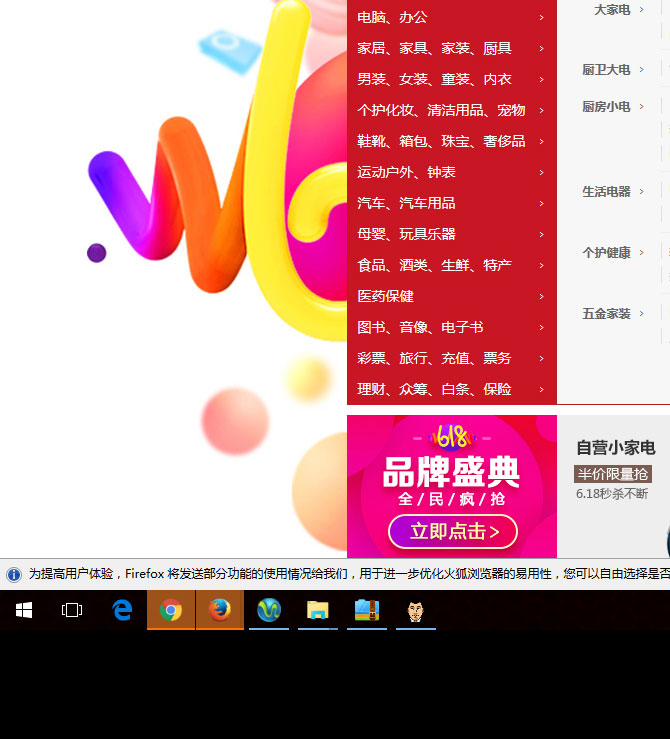 电脑、办公
家居、家具、家装、厨具
男装、女装、童装、内衣
个护化妆、清洁用品、宠物
鞋靴、箱包、珠宝、奢侈品
运动户外、钟表
汽车、汽车用品
母婴、玩具乐器
食品、酒类、生鲜、特产
医药保健
图书、音像、电子书
彩票、旅行、充值、票务
理财、众筹、白条、保险
大家电
厨卫大电
厨房小电
生活电器
个护健康
五金家装
618
品牌盛典
全/民/疯/抢
立即点击>
自营小家电
半价限量抢
6.18秒杀不断
为提高用户体验，Firefox 将发送部分功能的使用情况给我们，用于进一步优化火狐浏览器的易用性，您可以自由选择是否